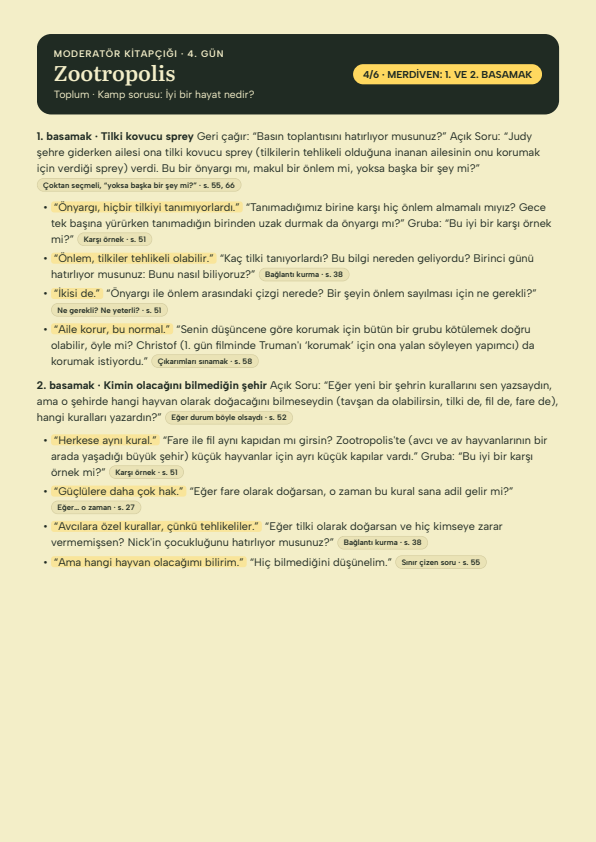 MODERATÖR KİTAPÇIĞI · 4. GÜN
Zootropolis
Toplum · Kamp sorusu: İyi bir hayat nedir?
4/6 · MERDİVEN: 1. VE 2. BASAMAK
1. basamak · Tilki kovucu sprey Geri çağır: “Basın toplantısını hatırlıyor musunuz?” Açık Soru: “Judy
şehre giderken ailesi ona tilki kovucu sprey (tilkilerin tehlikeli olduğuna inanan ailesinin onu korumak
için verdiği sprey) verdi. Bu bir önyargı mı, makul bir önlem mi, yoksa başka bir şey mi?”
Çoktan seçmeli, “yoksa başka bir şey mi?” · s. 55, 66
• “Önyargı, hiçbir tilkiyi tanımıyorlardı.” “Tanımadığımız birine karşı hiç önlem almamalı mıyız? Gece
tek başına yürürken tanımadığın birinden uzak durmak da önyargı mı?” Gruba: “Bu iyi bir karşı örnek
mi?” Karşı örnek · s. 51
• “Önlem, tilkiler tehlikeli olabilir.” “Kaç tilki tanıyorlardı? Bu bilgi nereden geliyordu? Birinci günü
hatırlıyor musunuz: Bunu nasıl biliyoruz?” Bağlantı kurma · s. 38
• “İkisi de.” “Önyargı ile önlem arasındaki çizgi nerede? Bir şeyin önlem sayılması için ne gerekli?”
Ne gerekli? Ne yeterli? · s. 51
• “Aile korur, bu normal.” “Senin düşüncene göre korumak için bütün bir grubu kötülemek doğru
olabilir, öyle mi? Christof (1. gün filminde Truman'ı ‘korumak’ için ona yalan söyleyen yapımcı) da
korumak istiyordu.” Çıkarımları sınamak · s. 58
2. basamak · Kimin olacağını bilmediğin şehir Açık Soru: “Eğer yeni bir şehrin kurallarını sen yazsaydın,
ama o şehirde hangi hayvan olarak doğacağını bilmeseydin (tavşan da olabilirsin, tilki de, fil de, fare de),
hangi kuralları yazardın?” Eğer durum böyle olsaydı · s. 52
• “Herkese aynı kural.” “Fare ile fil aynı kapıdan mı girsin? Zootropolis'te (avcı ve av hayvanlarının bir
arada yaşadığı büyük şehir) küçük hayvanlar için ayrı küçük kapılar vardı.” Gruba: “Bu iyi bir karşı
örnek mi?” Karşı örnek · s. 51
• “Güçlülere daha çok hak.” “Eğer fare olarak doğarsan, o zaman bu kural sana adil gelir mi?”
Eğer... o zaman · s. 27
• “Avcılara özel kurallar, çünkü tehlikeliler.” “Eğer tilki olarak doğarsan ve hiç kimseye zarar
vermemişsen? Nick'in çocukluğunu hatırlıyor musunuz?” Bağlantı kurma · s. 38
• “Ama hangi hayvan olacağımı bilirim.” “Hiç bilmediğini düşünelim.” Sınır çizen soru · s. 55